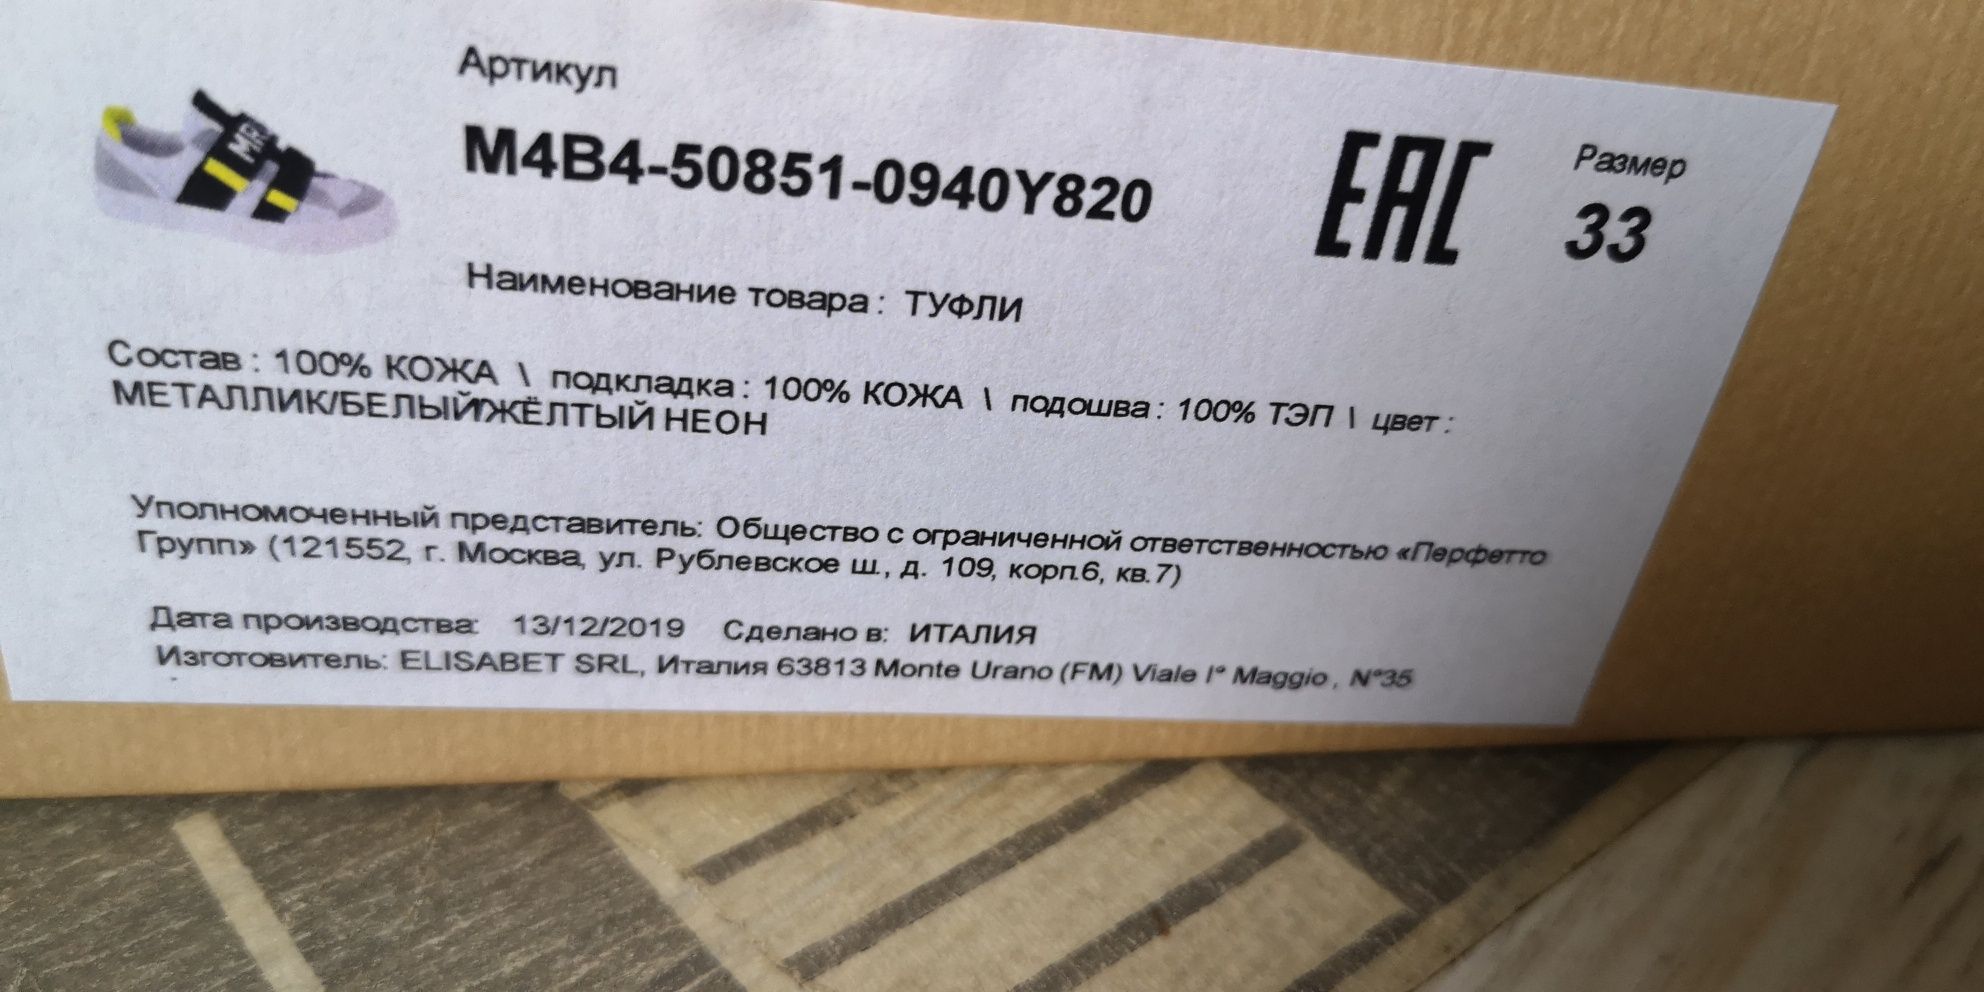 Артикул
M4B4-50851-0940Y820
EAC
Размер
33
Наименование товара : ТУФЛИ
Состав : 100% КОЖА \ подкладка : 100% КОЖА \ подошва : 100% ТЭП \ цвет :
МЕТАЛЛИК/БЕЛЫЙ/ЖЁЛТЫЙ НЕОН
Уполномоченный представитель: Общество с ограниченной ответственностью «Перфетто
Групп» (121552, г. Москва, ул. Рублевское ш., д. 109, корп.6, кв.7)
Дата производства: 13/12/2019 Сделано в: ИТАЛИЯ
Изготовитель: ELISABET SRL, Италия 63813 Monte Urano (FM) Viale I° Maggio, N°35